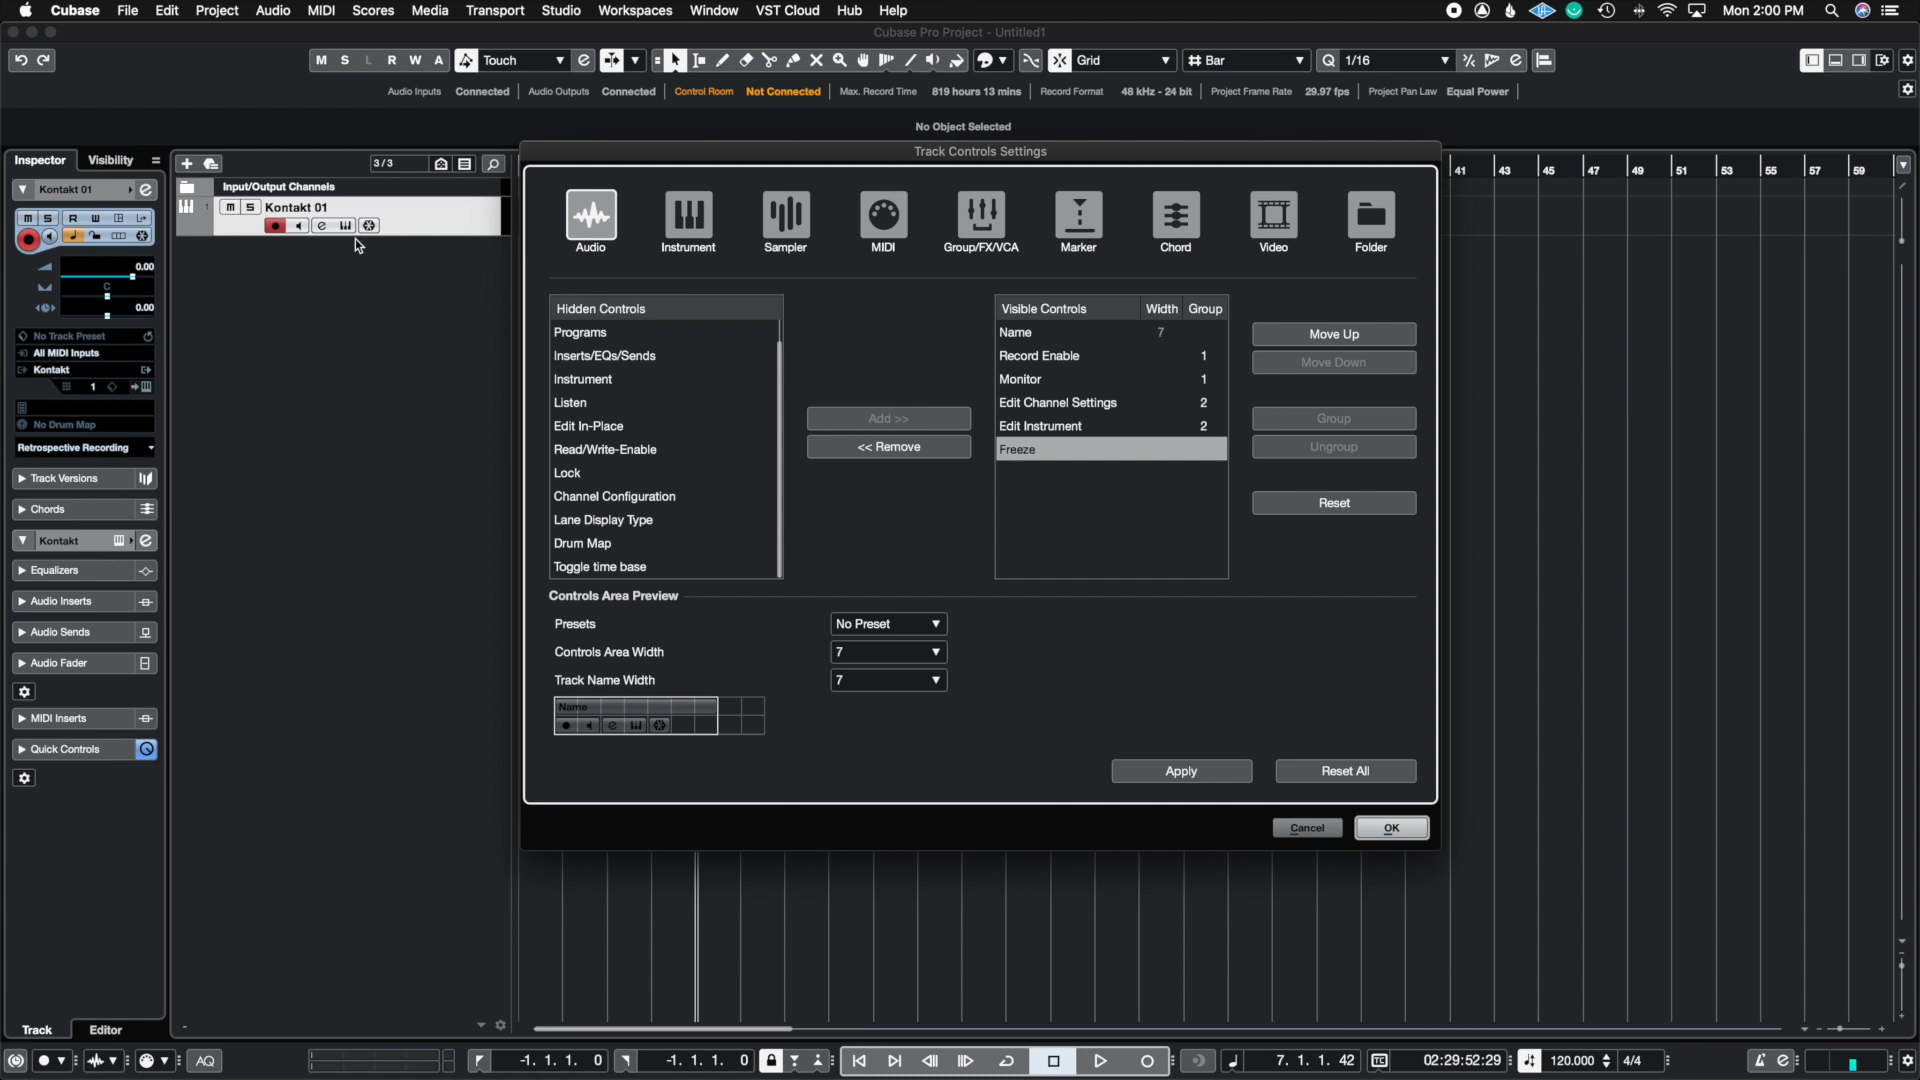 Cubase File Edit Project Audio MIDI Scores Media Transport Studio Workspaces Window VST Cloud Hub Help Mon 2:00 PM
Cubase Pro Project - Untitled1
M S L R W A Touch Grid Bar Q 1/16
Audio Inputs Connected Audio Outputs Connected Control Room Not Connected Max. Record Time 819 hours 13 mins Record Format 48 kHz - 24 bit Project Frame Rate 29.97 fps Project Pan Law Equal Power
No Object Selected
Inspector Visibility
3/3
Track Controls Settings
41 43 45 47 49 51 53 55 57 59
Kontakt 01
Input/Output Channels
1 m S Kontakt 01
m S R W
0.00
C
0.00
No Track Preset
All MIDI Inputs
Kontakt
1
No Drum Map
Retrospective Recording
Track Versions
Chords
Kontakt
Equalizers
Audio Inserts
Audio Sends
Audio Fader
MIDI Inserts
Quick Controls
Audio Instrument Sampler MIDI Group/FX/VCA Marker Chord Video Folder
Hidden Controls
Programs
Inserts/EQs/Sends
Instrument
Listen
Edit In-Place
Read/Write-Enable
Lock
Channel Configuration
Lane Display Type
Drum Map
Toggle time base
Add >>
<< Remove
Visible Controls Width Group
Name 7
Record Enable 1
Monitor 1
Edit Channel Settings 2
Edit Instrument 2
Freeze
Move Up
Move Down
Group
Ungroup
Reset
Controls Area Preview
Presets No Preset
Controls Area Width 7
Track Name Width 7
Name
Apply Reset All
Cancel OK
Track Editor
AQ -1. 1. 1. 0 -1. 1. 1. 0 7. 1. 1. 42 TC 02:29:52:29 120.000 4/4